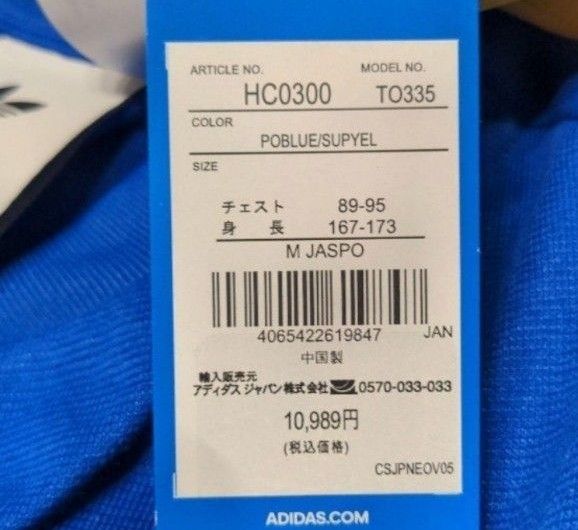 ARTICLE NO. MODEL NO.
HC0300 TO335
COLOR
POBLUE/SUPYEL
SIZE
チェスト 89-95
身長 167-173
M JASPO
4065422619847 JAN
中国製
輸入販売元
アディダス ジャパン株式会社 0570-033-033
10,989円
(税込価格)
CSJPNEOV05
ADIDAS.COM